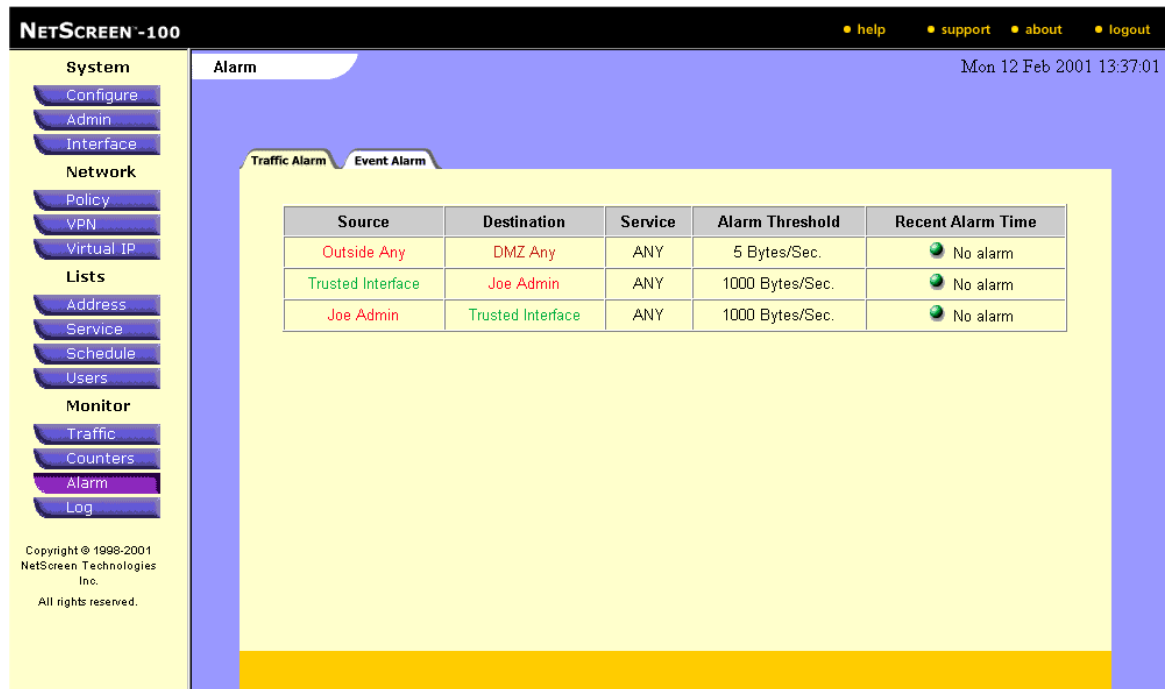 NETSCREEN™-100
help support about logout
System
Configure
Admin
Interface
Network
Policy
VPN
Virtual IP
Lists
Address
Service
Schedule
Users
Monitor
Traffic
Counters
Alarm
Log
Copyright © 1998-2001
NetScreen Technologies
Inc.
All rights reserved.
Alarm
Mon 12 Feb 2001 13:37:01
Traffic Alarm Event Alarm
Source Destination Service Alarm Threshold Recent Alarm Time
Outside Any DMZ Any ANY 5 Bytes/Sec. No alarm
Trusted Interface Joe Admin ANY 1000 Bytes/Sec. No alarm
Joe Admin Trusted Interface ANY 1000 Bytes/Sec. No alarm